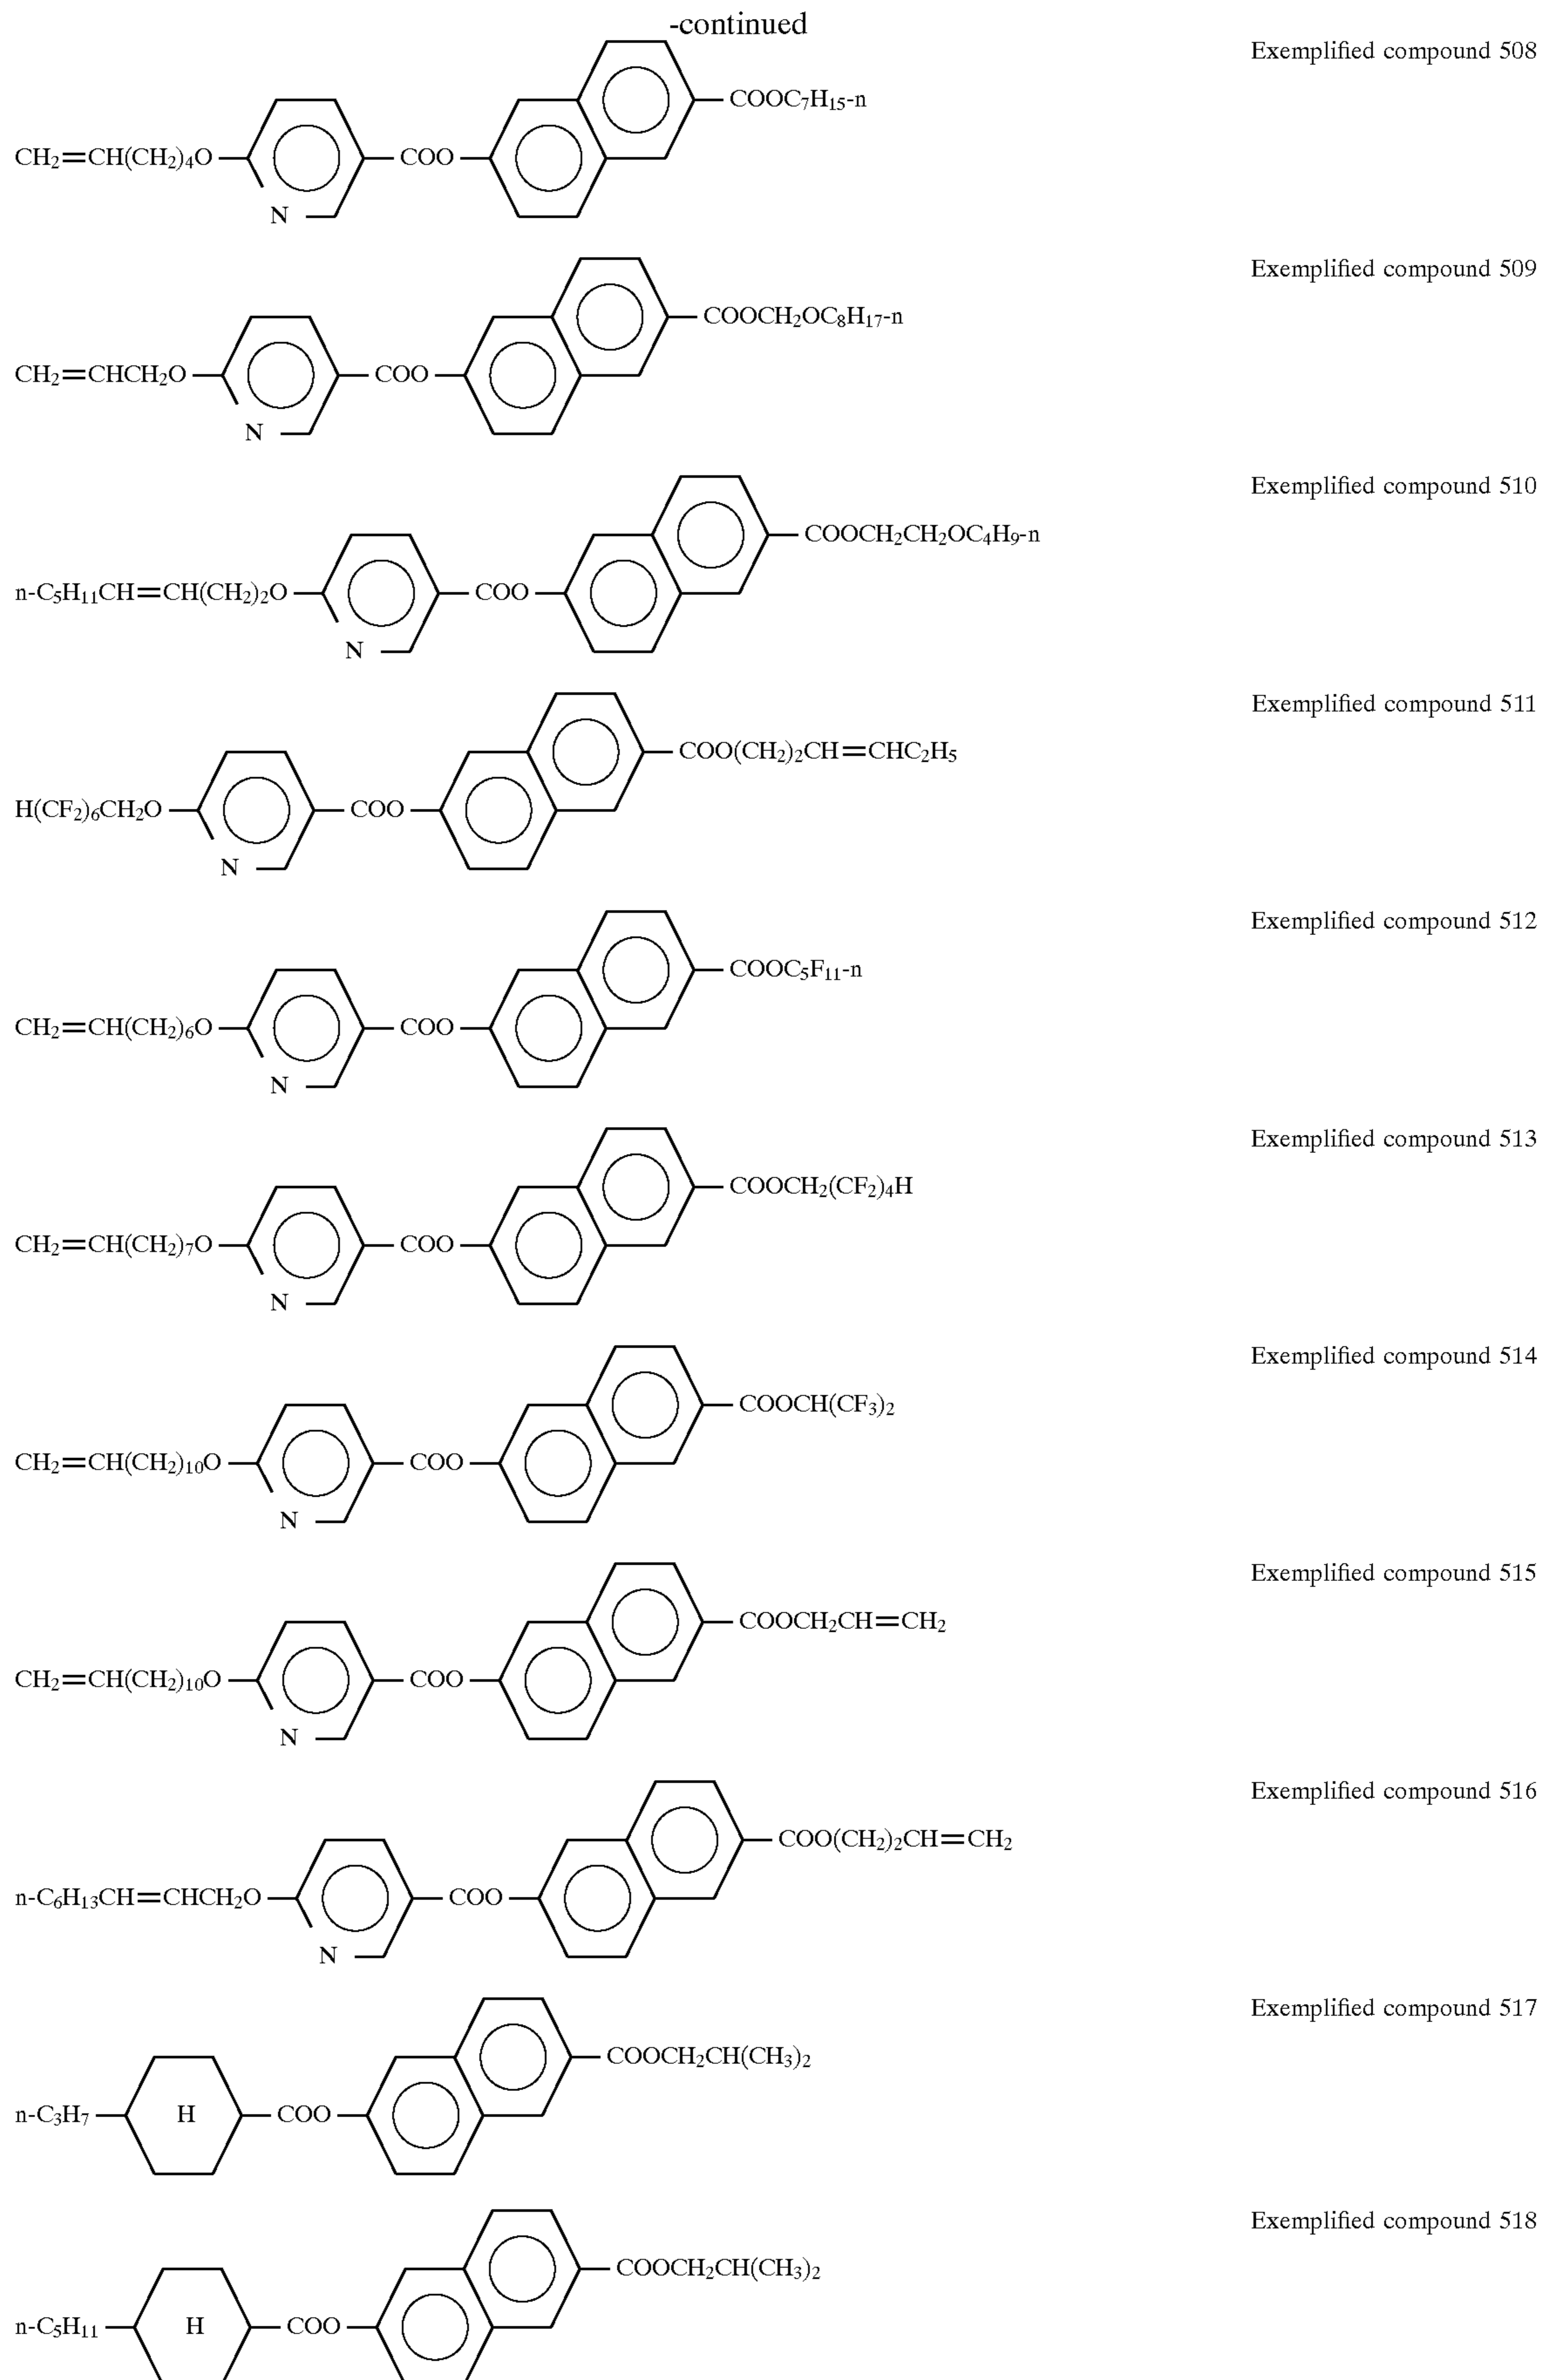 -continued
Exemplified compound 508
CH₂=CH(CH₂)₄O
N
COO
COOC₇H₁₅-n
Exemplified compound 509
CH₂=CHCH₂O
N
COO
COOCH₂OC₈H₁₇-n
Exemplified compound 510
n-C₅H₁₁CH=CH(CH₂)₂O
N
COO
COOCH₂CH₂OC₄H₉-n
Exemplified compound 511
H(CF₂)₆CH₂O
N
COO
COO(CH₂)₂CH=CHC₂H₅
Exemplified compound 512
CH₂=CH(CH₂)₆O
N
COO
COOC₅F₁₁-n
Exemplified compound 513
CH₂=CH(CH₂)₇O
N
COO
COOCH₂(CF₂)₄H
Exemplified compound 514
CH₂=CH(CH₂)₁₀O
N
COO
COOCH(CF₃)₂
Exemplified compound 515
CH₂=CH(CH₂)₁₀O
N
COO
COOCH₂CH=CH₂
Exemplified compound 516
n-C₆H₁₃CH=CHCH₂O
N
COO
COO(CH₂)₂CH=CH₂
Exemplified compound 517
n-C₃H₇
H
COO
COOCH₂CH(CH₃)₂
Exemplified compound 518
n-C₅H₁₁
H
COO
COOCH₂CH(CH₃)₂